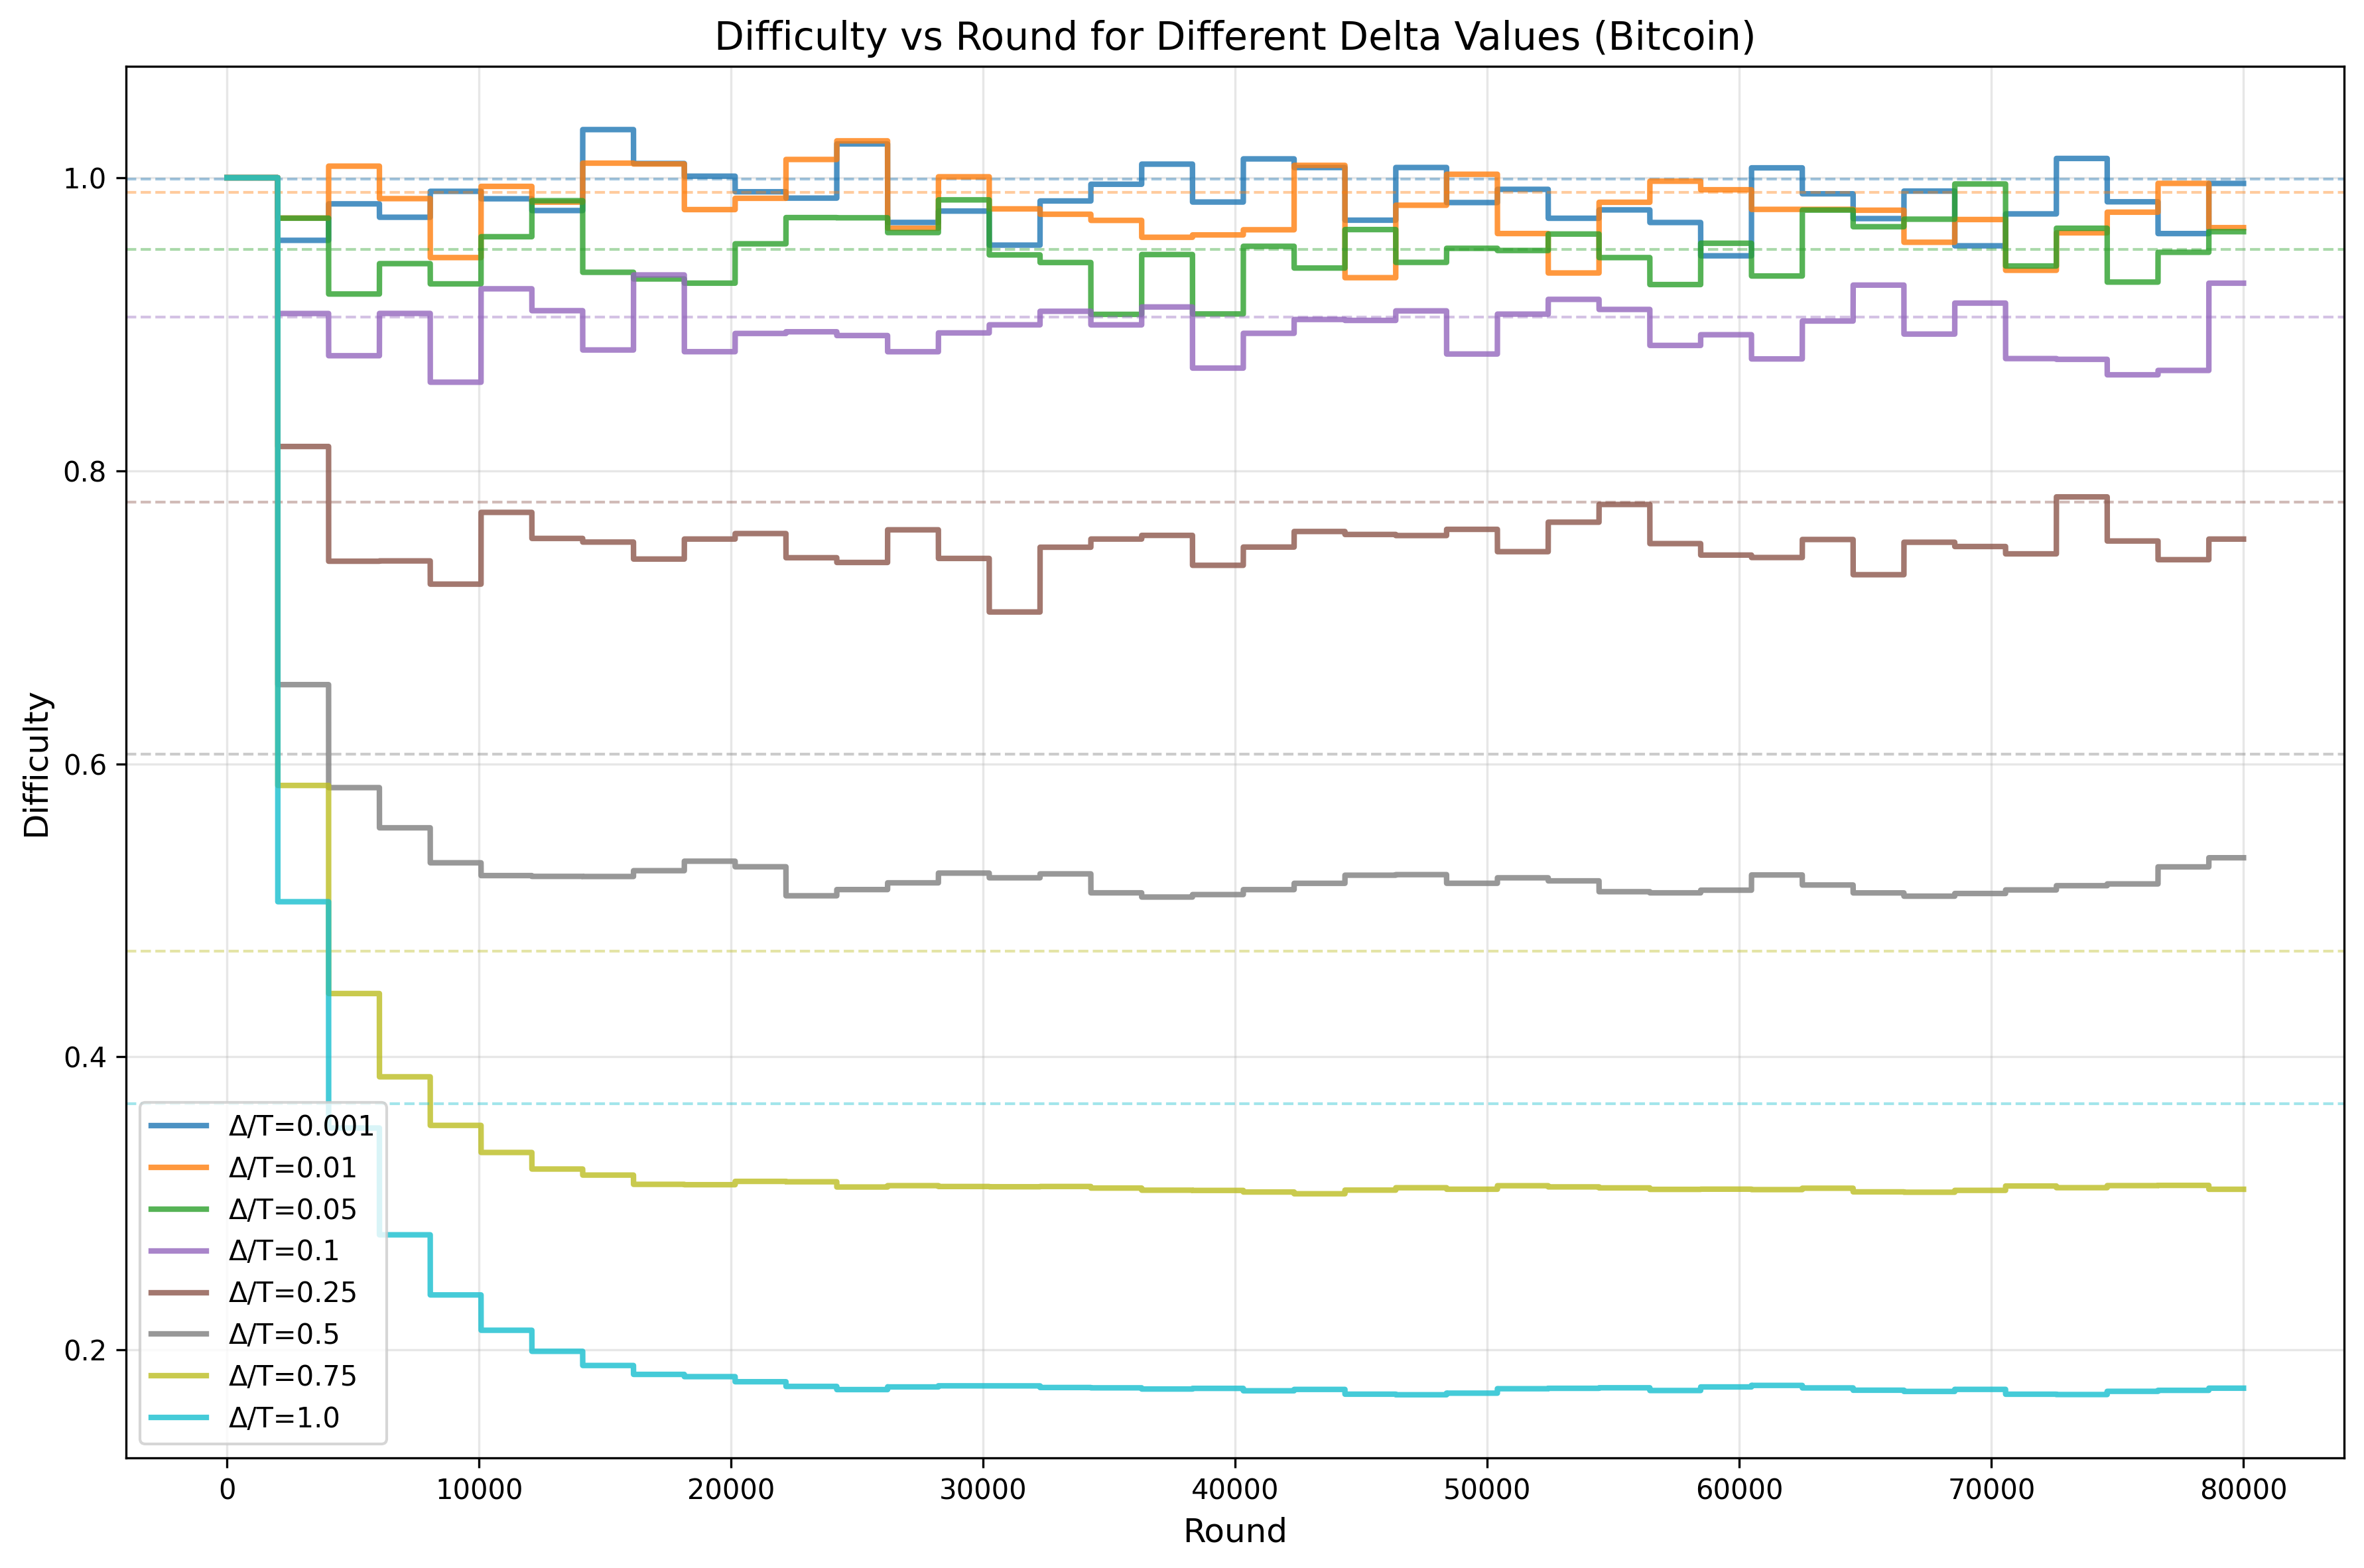 Difficulty vs Round for Different Delta Values (Bitcoin)
Difficulty
1.0
0.8
0.6
0.4
0.2
Δ/T=0.001
Δ/T=0.01
Δ/T=0.05
Δ/T=0.1
Δ/T=0.25
Δ/T=0.5
Δ/T=0.75
Δ/T=1.0
0 10000 20000 30000 40000 50000 60000 70000 80000
Round